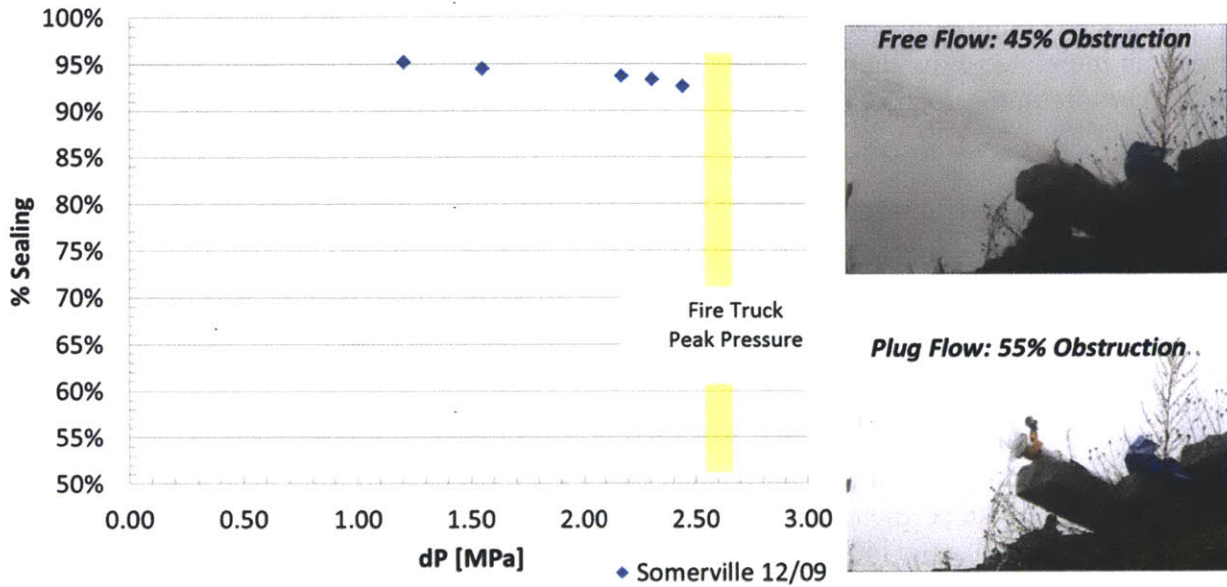 100%
95%
90%
85%
80%
75%
70%
65%
60%
55%
50%
% Sealing
Fire Truck
Peak Pressure
0.00 0.50 1.00 1.50 2.00 2.50 3.00
dP [MPa]
Somerville 12/09
Free Flow: 45% Obstruction
Plug Flow: 55% Obstruction